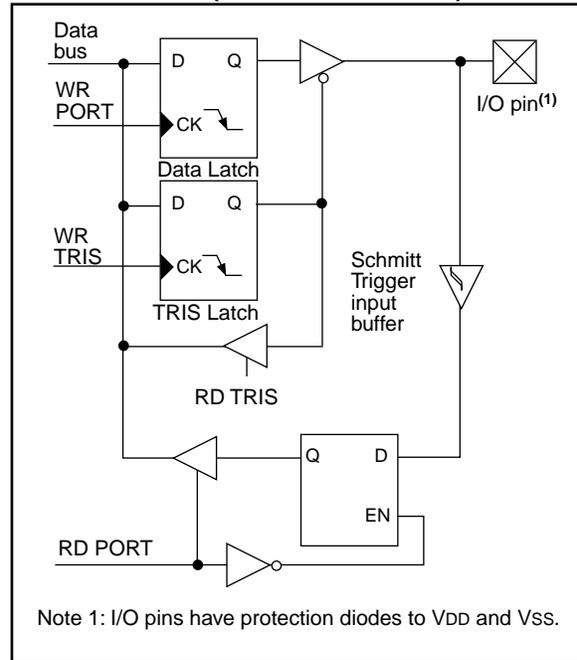 Data
bus
D Q
WR
PORT
CK
I/O pin(1)
Data Latch
D Q
WR
TRIS
CK
Schmitt
Trigger
input
buffer
TRIS Latch
RD TRIS
Q D
EN
RD PORT
Note 1: I/O pins have protection diodes to VDD and VSS.